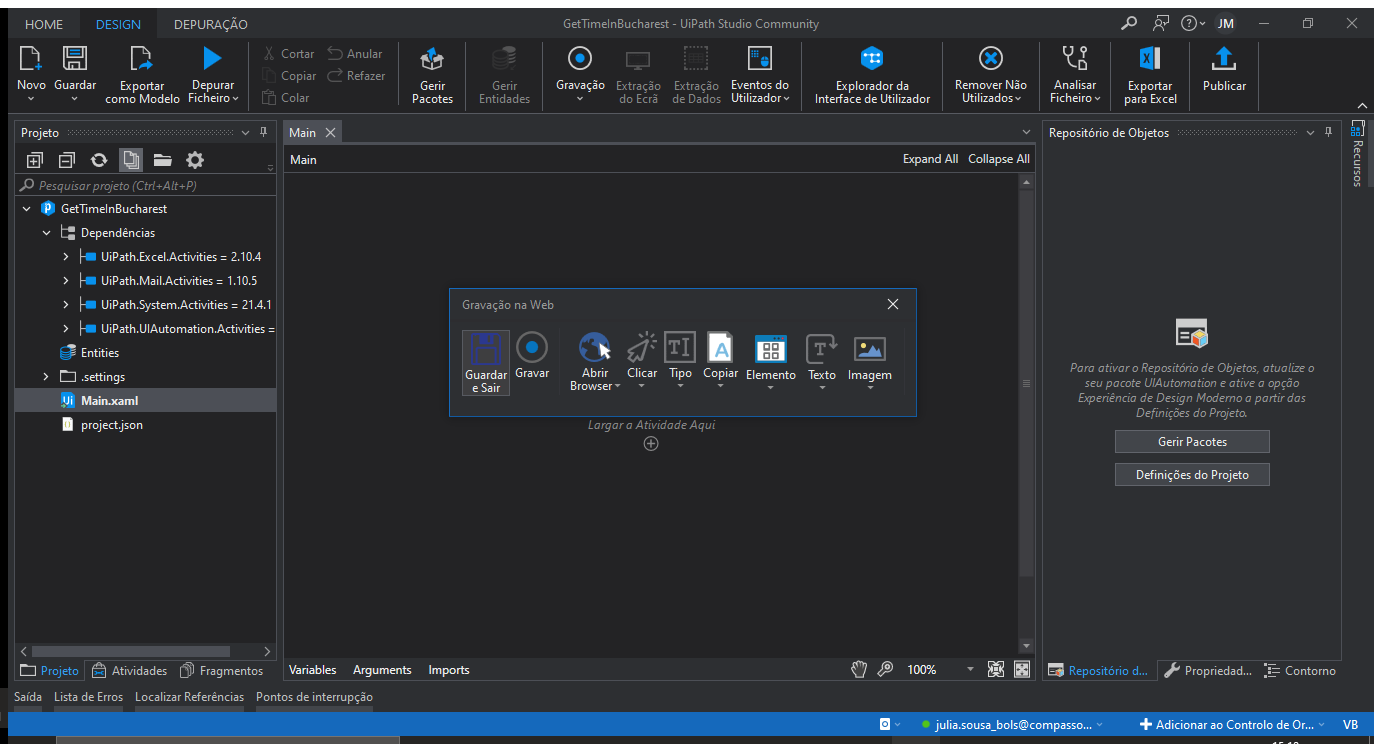 HOME DESIGN DEPURAÇÃO GetTimeInBucharest - UiPath Studio Community JM
Novo Guardar Exportar como Modelo Depurar Ficheiro
Cortar Anular
Copiar Refazer
Colar
Gerir Pacotes Gerir Entidades Gravação Extração do Ecrã Extração de Dados Eventos do Utilizador Explorador da Interface de Utilizador Remover Não Utilizados Analisar Ficheiro Exportar para Excel Publicar
Projeto
Pesquisar projeto (Ctrl+Alt+P)
GetTimeInBucharest
Dependências
UiPath.Excel.Activities = 2.10.4
UiPath.Mail.Activities = 1.10.5
UiPath.System.Activities = 21.4.1
UiPath.UIAutomation.Activities =
Entities
.settings
Main.xaml
project.json
Projeto Atividades Fragmentos
Main
Main Expand All Collapse All
Gravação na Web
Guardar e Sair Gravar Abrir Browser Clicar Tipo Copiar Elemento Texto Imagem
Largar a Atividade Aqui
Variables Arguments Imports 100%
Repositório de Objetos
Para ativar o Repositório de Objetos, atualize o
seu pacote UIAutomation e ative a opção
Experiência de Design Moderno a partir das
Definições do Projeto.
Gerir Pacotes
Definições do Projeto
Repositório d... Propriedad... Contorno
Recursos
Saída Lista de Erros Localizar Referências Pontos de interrupção
julia.sousa_bols@compasso... Adicionar ao Controlo de Or... VB